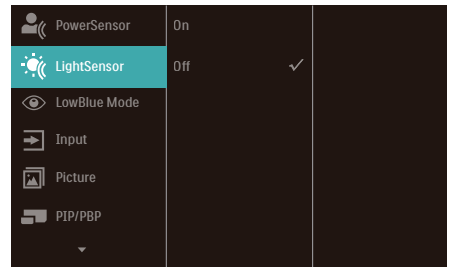 PowerSensor
On
LightSensor
Off
LowBlue Mode
Input
Picture
PIP/PBP